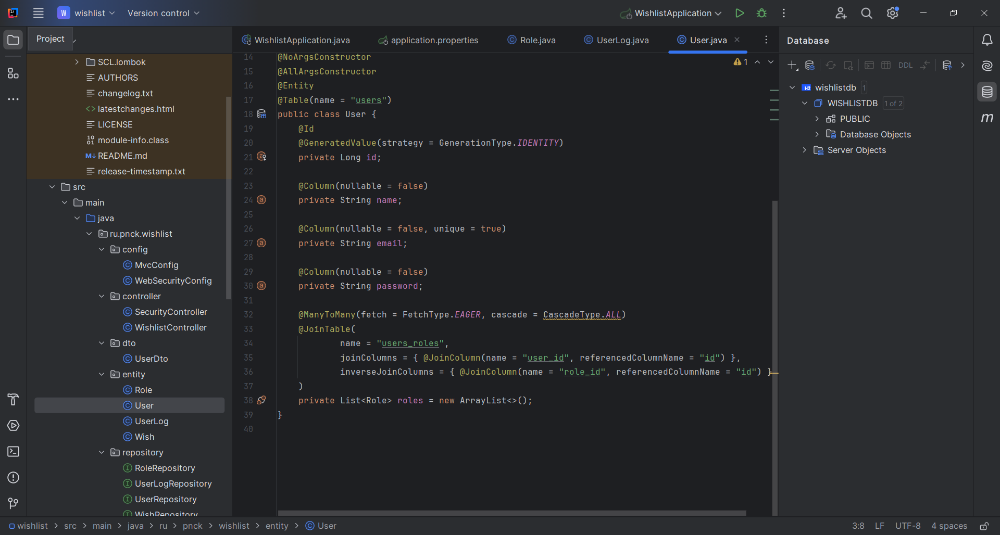 W wishlist Version control WishlistApplication
Project
SCL.lombok
AUTHORS
changelog.txt
<> latestchanges.html
LICENSE
module-info.class
M↓ README.md
release-timestamp.txt
src
main
java
ru.pnck.wishlist
config
MvcConfig
WebSecurityConfig
controller
SecurityController
WishlistController
dto
UserDto
entity
Role
User
UserLog
Wish
repository
RoleRepository
UserLogRepository
UserRepository
WishRepository
WishlistApplication.java application.properties Role.java UserLog.java User.java
1
14 @NoArgsConstructor
15 @AllArgsConstructor
16 @Entity
17 @Table(name = "users")
18 public class User {
19 @Id
20 @GeneratedValue(strategy = GenerationType.IDENTITY)
21 private Long id;
22
23 @Column(nullable = false)
24 private String name;
25
26 @Column(nullable = false, unique = true)
27 private String email;
28
29 @Column(nullable = false)
30 private String password;
31
32 @ManyToMany(fetch = FetchType.EAGER, cascade = CascadeType.ALL)
33 @JoinTable(
34 name = "users_roles",
35 joinColumns = { @JoinColumn(name = "user_id", referencedColumnName = "id") },
36 inverseJoinColumns = { @JoinColumn(name = "role_id", referencedColumnName = "id") }
37 )
38 private List<Role> roles = new ArrayList<>();
39 }
40
Database
DDL
H2 wishlistdb 1
WISHLISTDB 1 of 2
PUBLIC
Database Objects
Server Objects
m
wishlist > src > main > java > ru > pnck > wishlist > entity > User
3:8 LF UTF-8 4 spaces